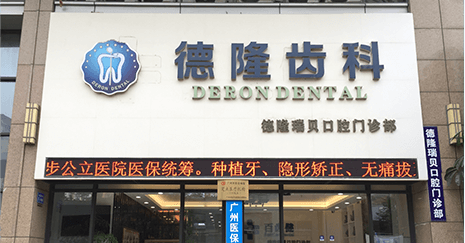 德隆齿科
DERON DENTAL
DERON DENTAL
德隆瑞贝口腔门诊部
步公立医院医保统筹。种植牙、隐形矫正、无痛拔
德隆瑞贝口腔门诊部
广州医保